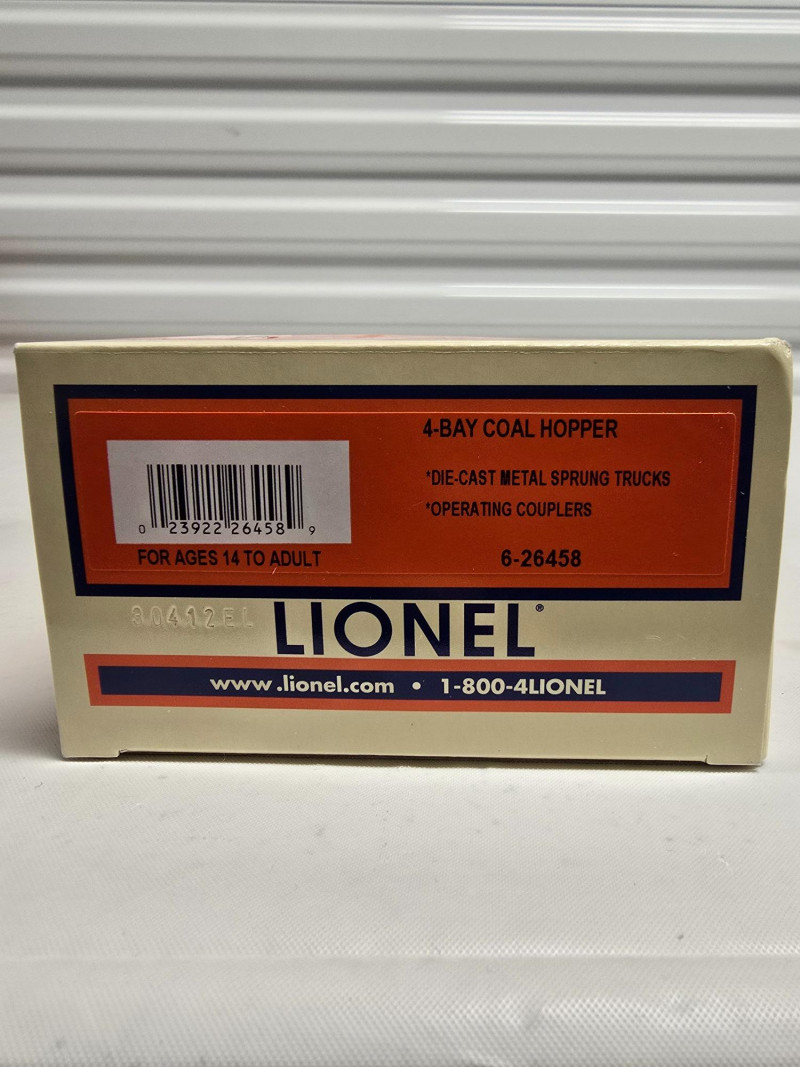 4-BAY COAL HOPPER
*DIE-CAST METAL SPRUNG TRUCKS
*OPERATING COUPLERS
0 23922 26458 9
FOR AGES 14 TO ADULT
6-26458
30412EL
LIONEL®
www.lionel.com • 1-800-4LIONEL